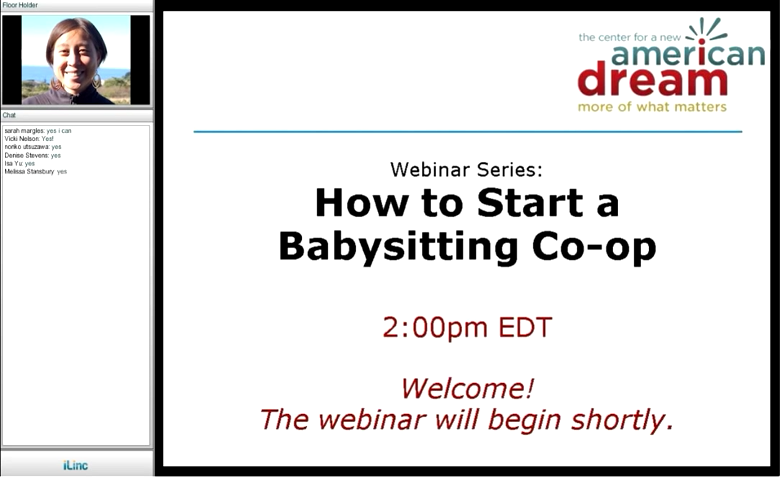 Floor Holder
Chat
sarah margles: yes i can
Vicki Nelson: Yes!
noriko utsuzawa: yes
Denise Stevens: yes
Isa Yu: yes
Melissa Stansbury: yes
iLinc
the center for a new
american
dream
more of what matters
Webinar Series:
How to Start a
Babysitting Co-op
2:00pm EDT
Welcome!
The webinar will begin shortly.